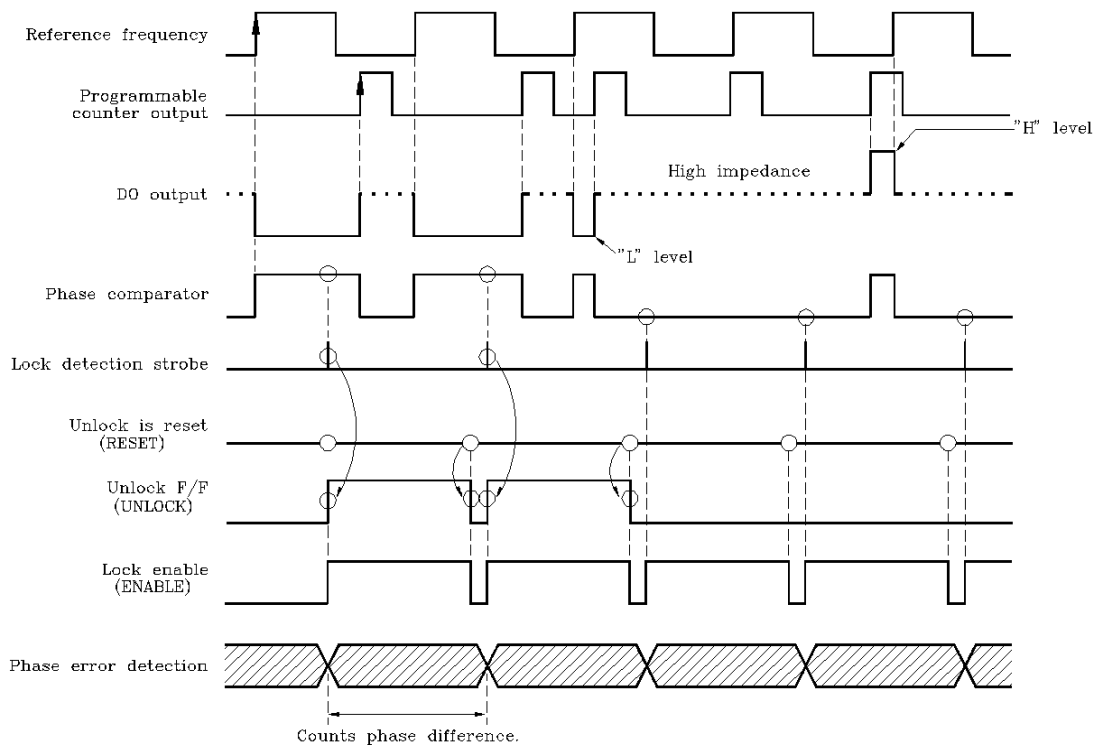 Reference frequency
Programmable
counter output
"H" level
High impedance
DO output
"L" level
Phase comparator
Lock detection strobe
Unlock is reset
(RESET)
Unlock F/F
(UNLOCK)
Lock enable
(ENABLE)
Phase error detection
Counts phase difference.